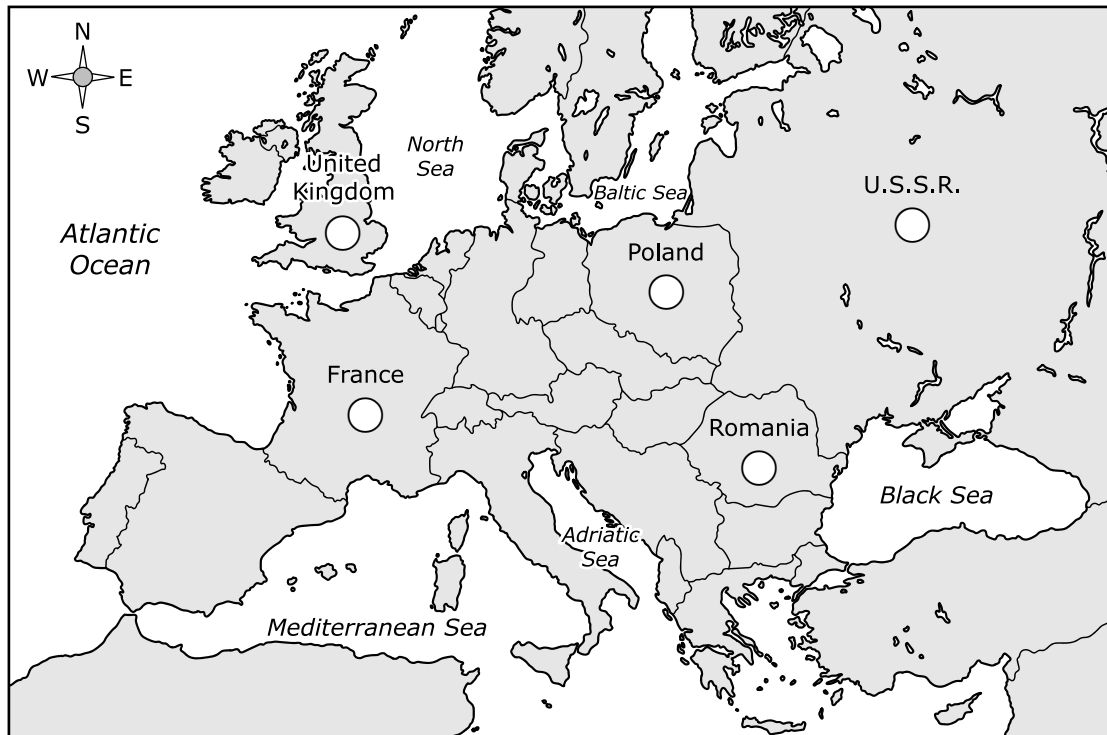 N
W E
S
North
Sea
United
Kingdom
Baltic Sea
U.S.S.R.
Atlantic
Ocean
Poland
France
Romania
Black Sea
Adriatic
Sea
Mediterranean Sea